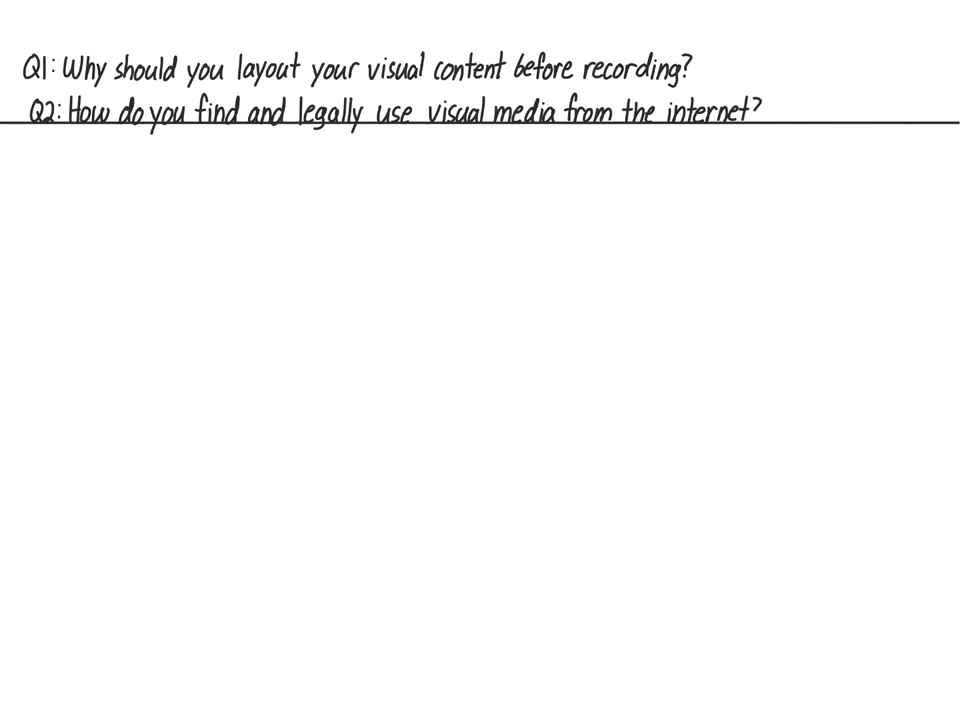 Q1: Why should you layout your visual content before recording?
Q2: How do you find and legally use visual media from the internet?